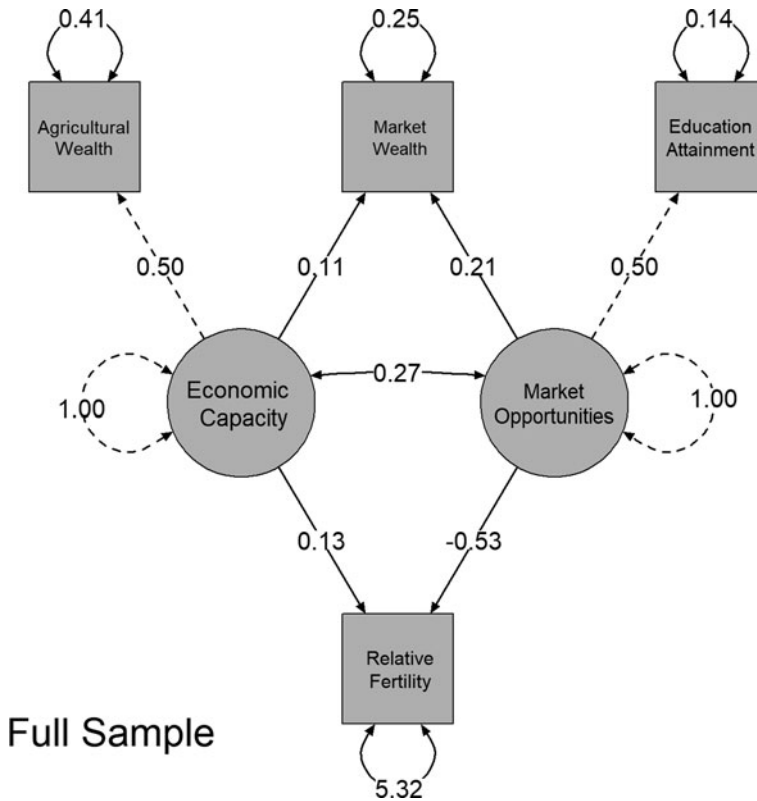 0.41
0.25
0.14
Agricultural
Wealth
Market
Wealth
Education
Attainment
0.50
0.11
0.21
0.50
1.00
Economic
Capacity
0.27
Market
Opportunities
1.00
0.13
-0.53
Relative
Fertility
Full Sample
5.32